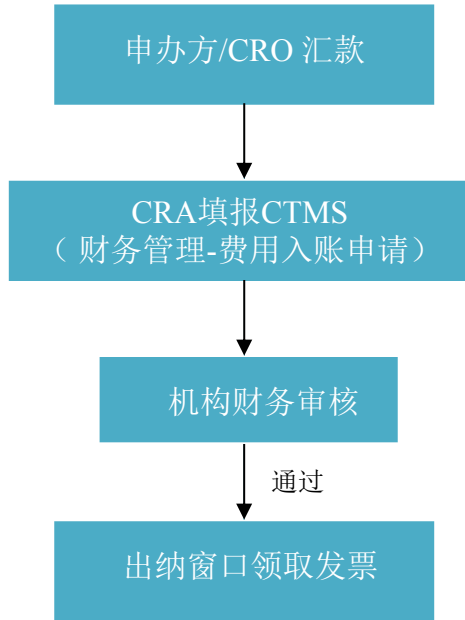 申办方/CRO 汇款
CRA填报CTMS
（ 财务管理-费用入账申请）
机构财务审核
通过
出纳窗口领取发票